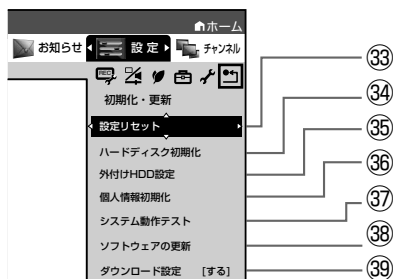 ホーム
お知らせ 設定 チャンネル
REC
初期化・更新
設定リセット ㉝
ハードディスク初期化 ㉞
外付けHDD設定 ㉟
個人情報初期化 ㊱
システム動作テスト ㊲
ソフトウェアの更新 ㊳
ダウンロード設定 [する] ㊴